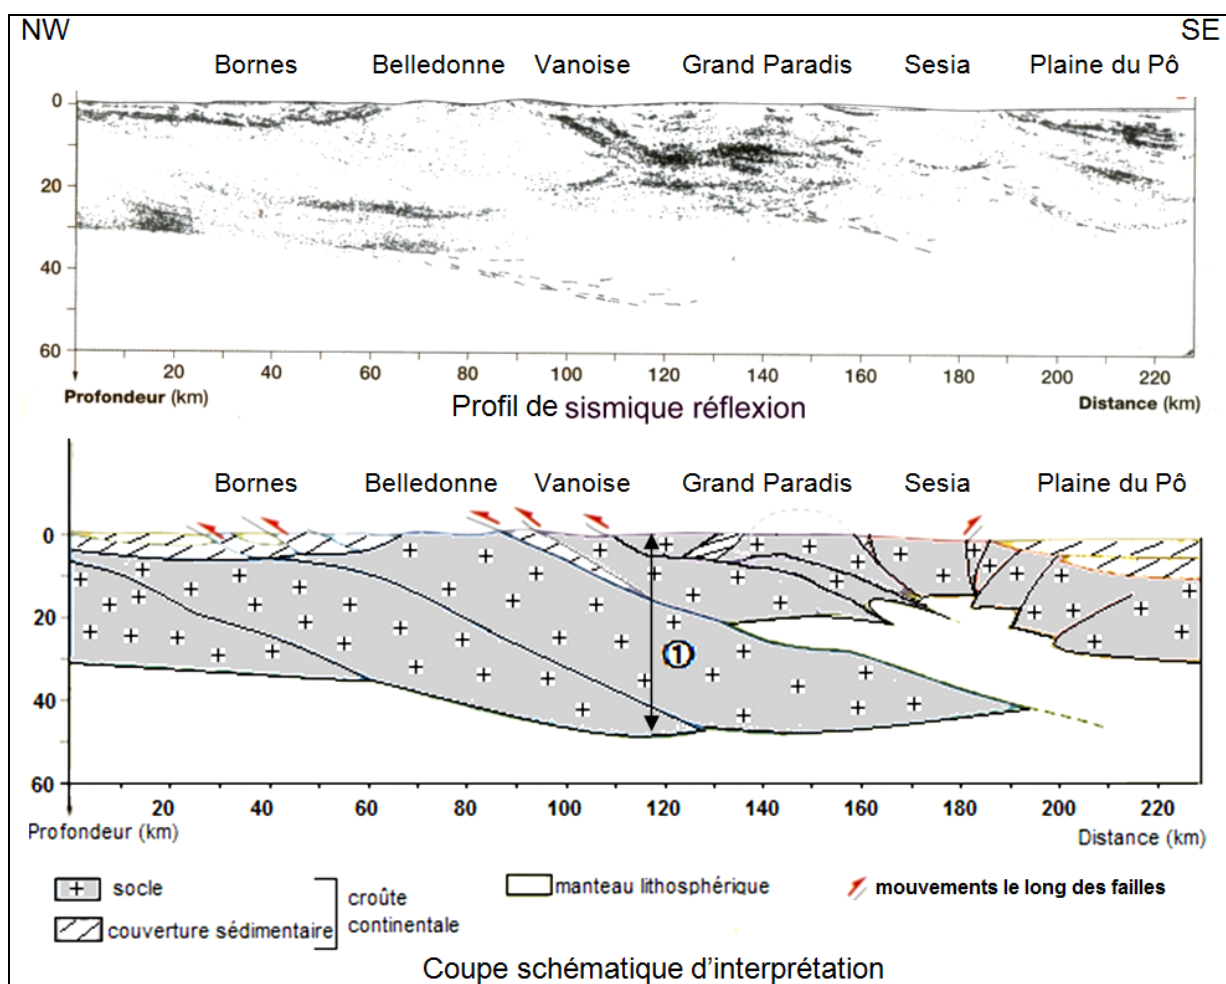 NW SE
Bornes Belledonne Vanoise Grand Paradis Sesia Plaine du Pô
0
20
40
60
20 40 60 80 100 120 140 160 180 200 220
Profondeur (km) Profil de sismique réflexion Distance (km)
Bornes Belledonne Vanoise Grand Paradis Sesia Plaine du Pô
0
20
①
40
60
20 40 60 80 100 120 140 160 180 200 220
Profondeur (km) Distance (km)
socle
couverture sédimentaire
croûte continentale
manteau lithosphérique
mouvements le long des failles
Coupe schématique d'interprétation